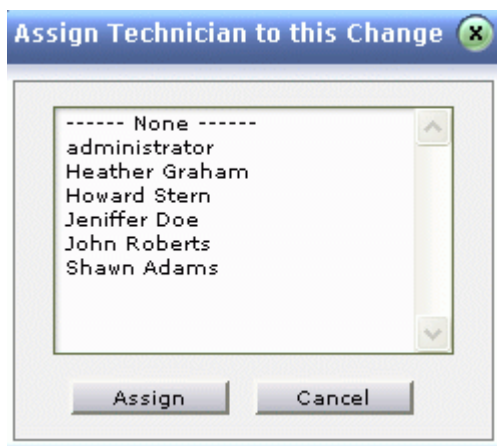 Assign Technician to this Change
------ None ------
administrator
Heather Graham
Howard Stern
Jeniffer Doe
John Roberts
Shawn Adams
Assign Cancel